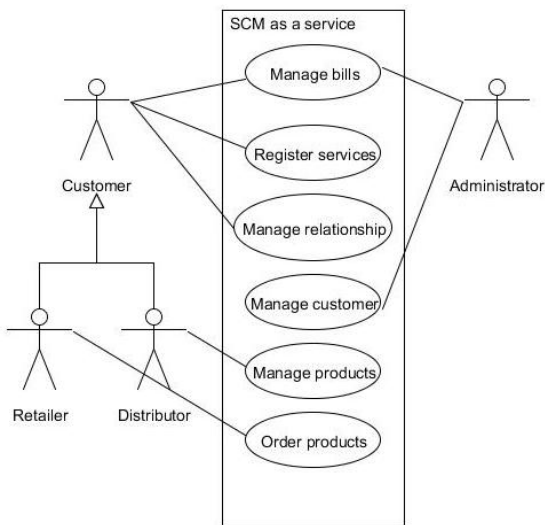 SCM as a service
Manage bills
Register services
Customer
Administrator
Manage relationship
Manage customer
Manage products
Retailer
Distributor
Order products